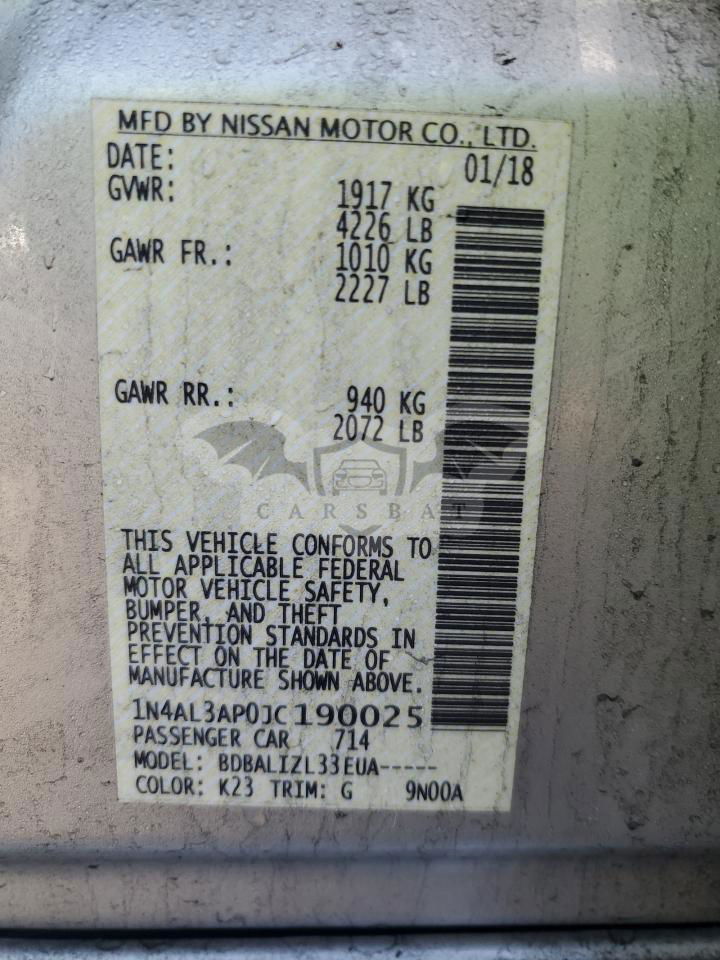 MFD BY NISSAN MOTOR CO., LTD.
DATE: 01/18
GVWR: 1917 KG
4226 LB
GAWR FR.: 1010 KG
2227 LB
GAWR RR.: 940 KG
2072 LB
CARSBAT
THIS VEHICLE CONFORMS TO
ALL APPLICABLE FEDERAL
MOTOR VEHICLE SAFETY,
BUMPER, AND THEFT
PREVENTION STANDARDS IN
EFFECT ON THE DATE OF
MANUFACTURE SHOWN ABOVE.
1N4AL3AP0JC190025
PASSENGER CAR 714
MODEL: BDBALIZL33EUA-----
COLOR: K23 TRIM: G 9N00A